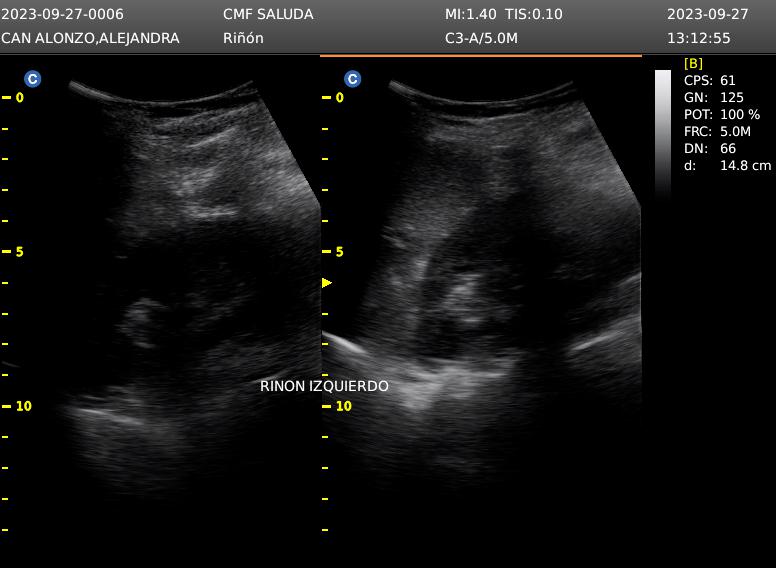 2023-09-27-0006 CMF SALUDA MI:1.40 TIS:0.10 2023-09-27
CAN ALONZO,ALEJANDRA Riñón C3-A/5.0M 13:12:55
C C [B]
0 0 CPS: 61
GN: 125
POT: 100 %
FRC: 5.0M
DN: 66
d: 14.8 cm
5 5
RINON IZQUIERDO
10 10